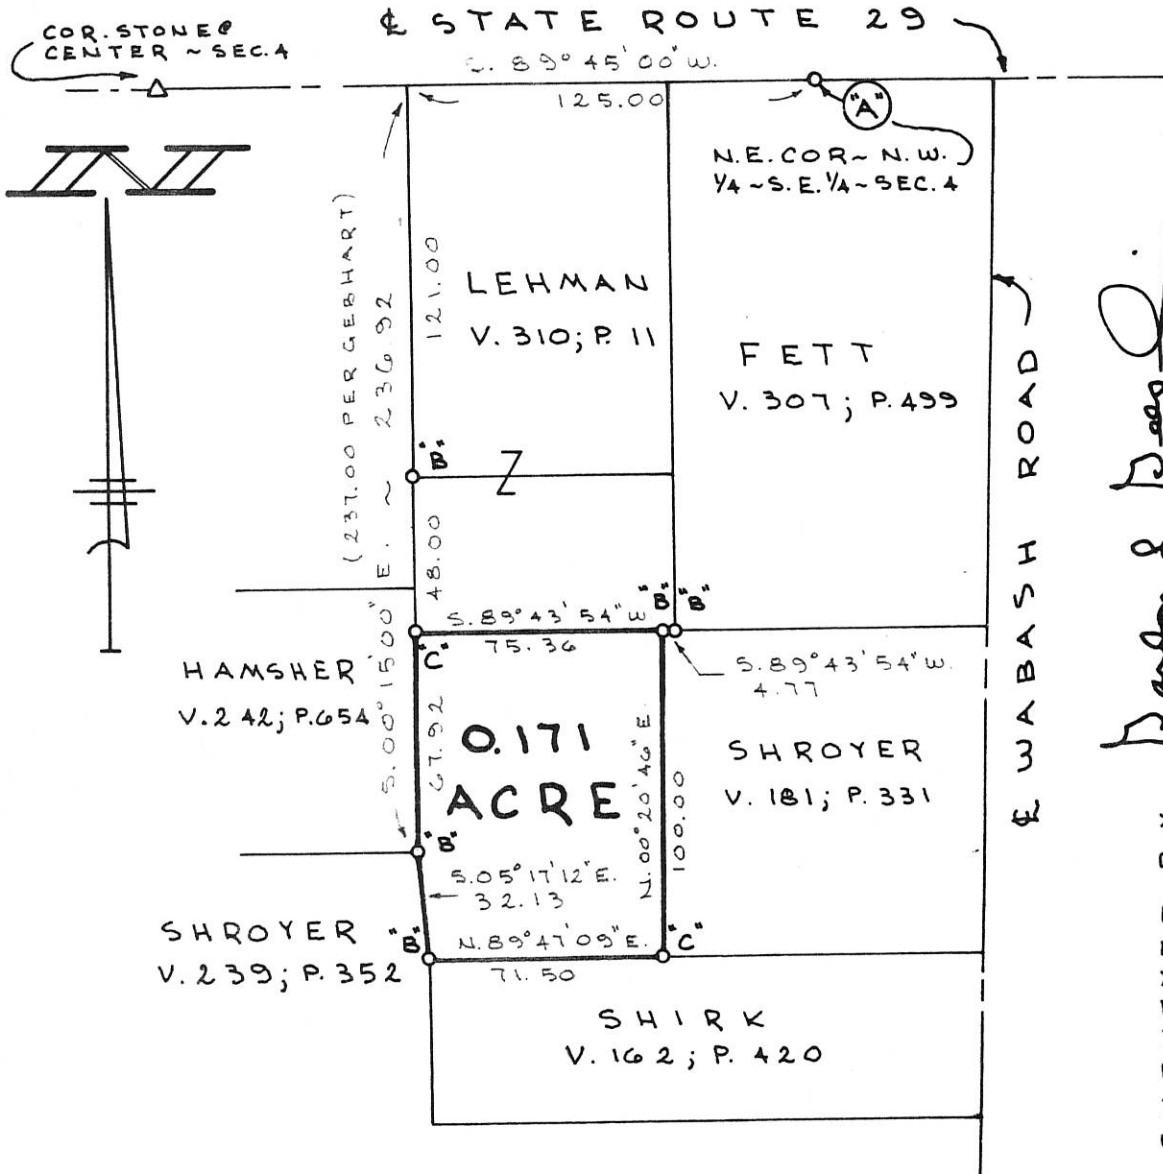 ℄ STATE ROUTE 29
COR. STONE @
CENTER ~ SEC. 4
S. 89° 45' 00" W.
125.00
"A"
N.E. COR ~ N.W.
1/4 ~ S.E. 1/4 ~ SEC. 4
N
(237.00 PER GEBHART)
S. 00° 15' 00" E. ~ 236.92
121.00
LEHMAN
V. 310; P. 11
FETT
V. 307; P. 499
℄ WABASH ROAD
"B"
Z
48.00
"B" "B"
S. 89° 43' 54" W
75.36
"C"
S. 89° 43' 54" W.
4.77
HAMSHER
V. 242; P. 654
67.92
0.171
ACRE
N. 00° 20' 46" E.
100.00
SHROYER
V. 181; P. 331
"B"
S. 05° 17' 12" E.
32.13
SHROYER
V. 239; P. 352
"B"
N. 89° 47' 09" E.
71.50
"C"
SHIRK
V. 162; P. 420